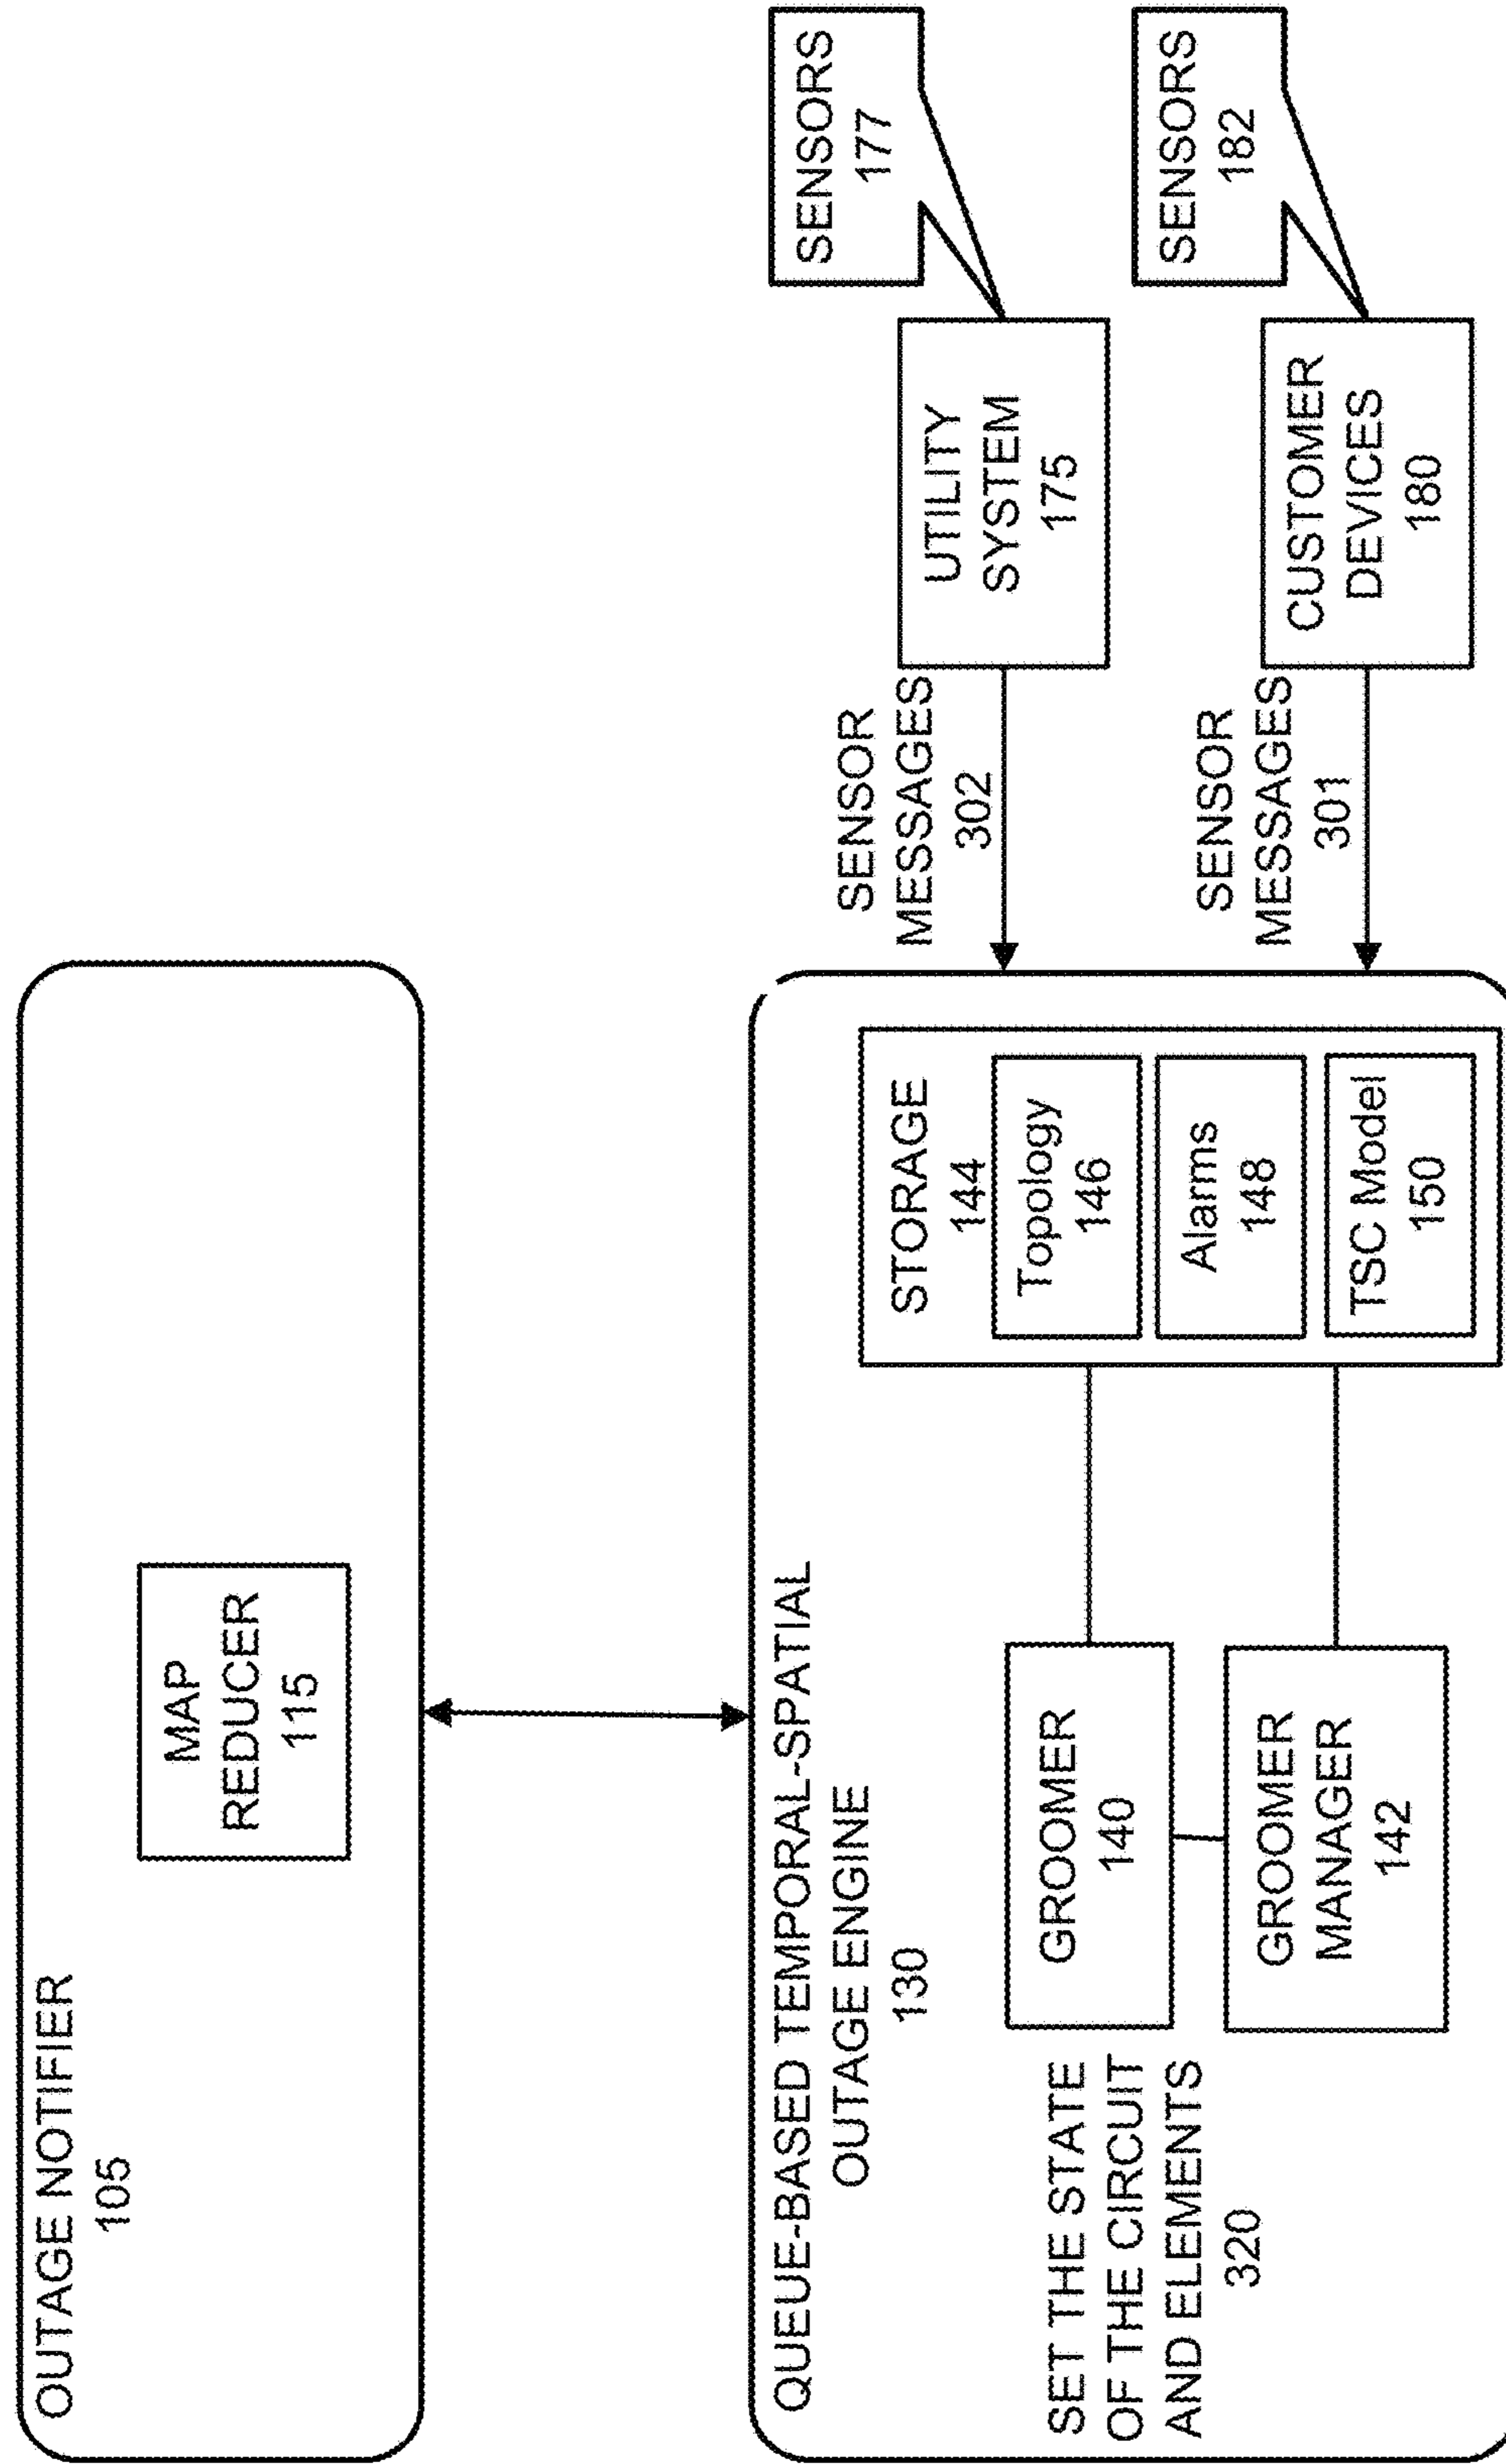 OUTAGE NOTIFIER
105
MAP
REDUCER
115
QUEUE-BASED TEMPORAL-SPATIAL
OUTAGE ENGINE
130
SET THE STATE
OF THE CIRCUIT
AND ELEMENTS
320
GROOMER
140
GROOMER
MANAGER
142
STORAGE
144
Topology
146
Alarms
148
TSC Model
150
SENSOR
MESSAGES
302
SENSOR
MESSAGES
301
UTILITY
SYSTEM
175
CUSTOMER
DEVICES
180
SENSORS
177
SENSORS
182